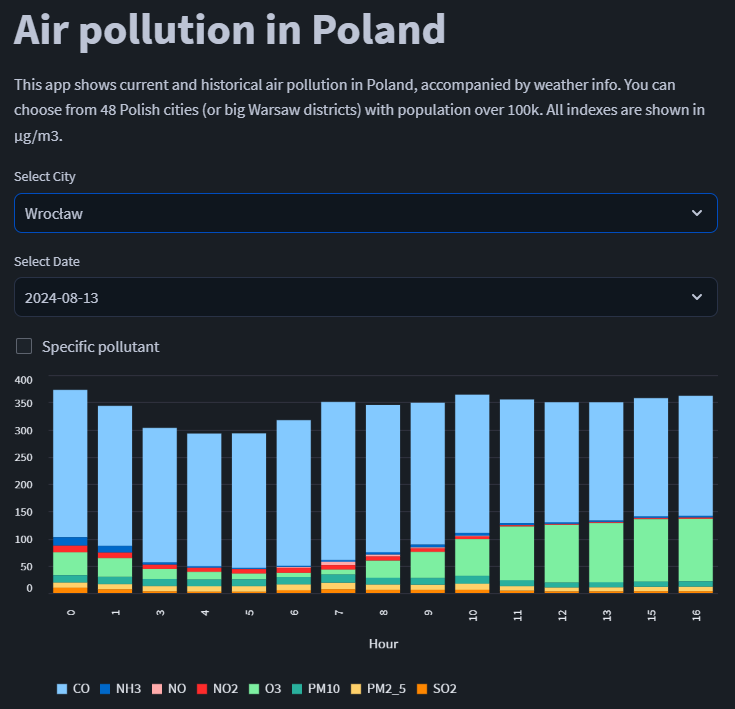 Air pollution in Poland
This app shows current and historical air pollution in Poland, accompanied by weather info. You can
choose from 48 Polish cities (or big Warsaw districts) with population over 100k. All indexes are shown in
µg/m3.
Select City
Wrocław
Select Date
2024-08-13
Specific pollutant
400
350
300
250
200
150
100
50
0
0 1 3 4 5 6 7 8 9 10 11 12 13 15 16
Hour
CO NH3 NO NO2 O3 PM10 PM2_5 SO2